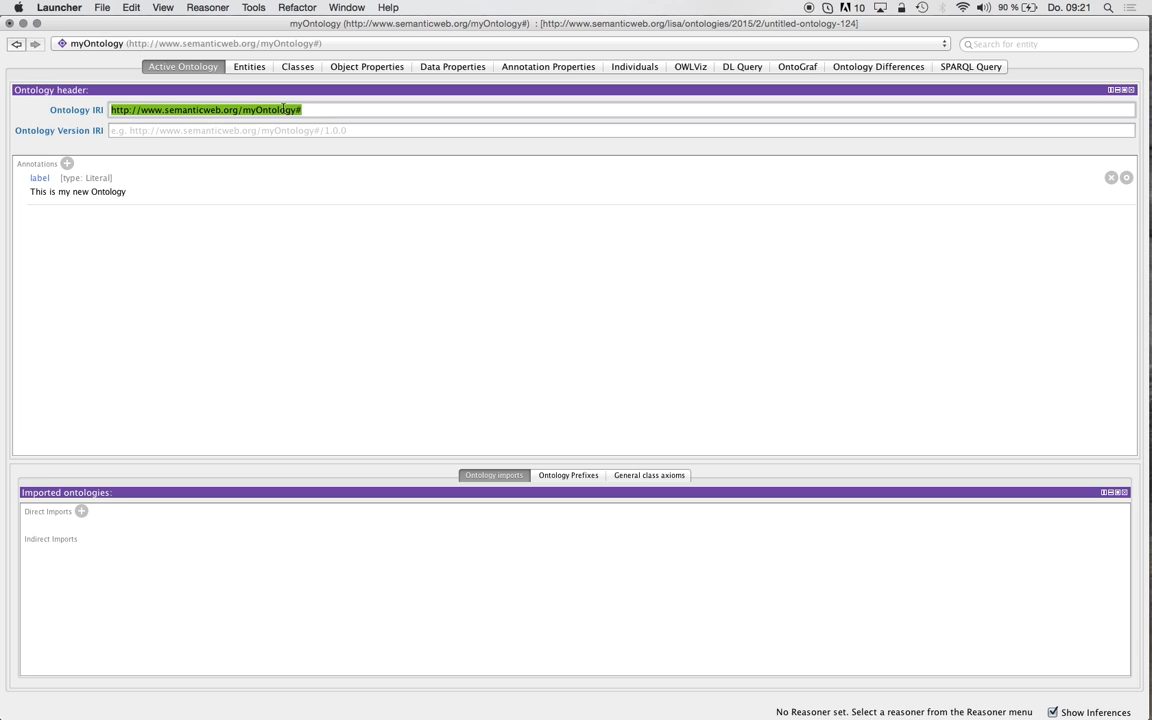 Launcher File Edit View Reasoner Tools Refactor Window Help 10 90 % Do. 09:21
myOntology (http://www.semanticweb.org/myOntology#) : [http://www.semanticweb.org/lisa/ontologies/2015/2/untitled-ontology-124]
myOntology (http://www.semanticweb.org/myOntology#) Search for entity
Active Ontology Entities Classes Object Properties Data Properties Annotation Properties Individuals OWLViz DL Query OntoGraf Ontology Differences SPARQL Query
Ontology header:
Ontology IRI http://www.semanticweb.org/myOntology#
Ontology Version IRI e.g. http://www.semanticweb.org/myOntology#/1.0.0
Annotations
label [type: Literal]
This is my new Ontology
Ontology imports Ontology Prefixes General class axioms
Imported ontologies:
Direct Imports
Indirect Imports
No Reasoner set. Select a reasoner from the Reasoner menu Show Inferences